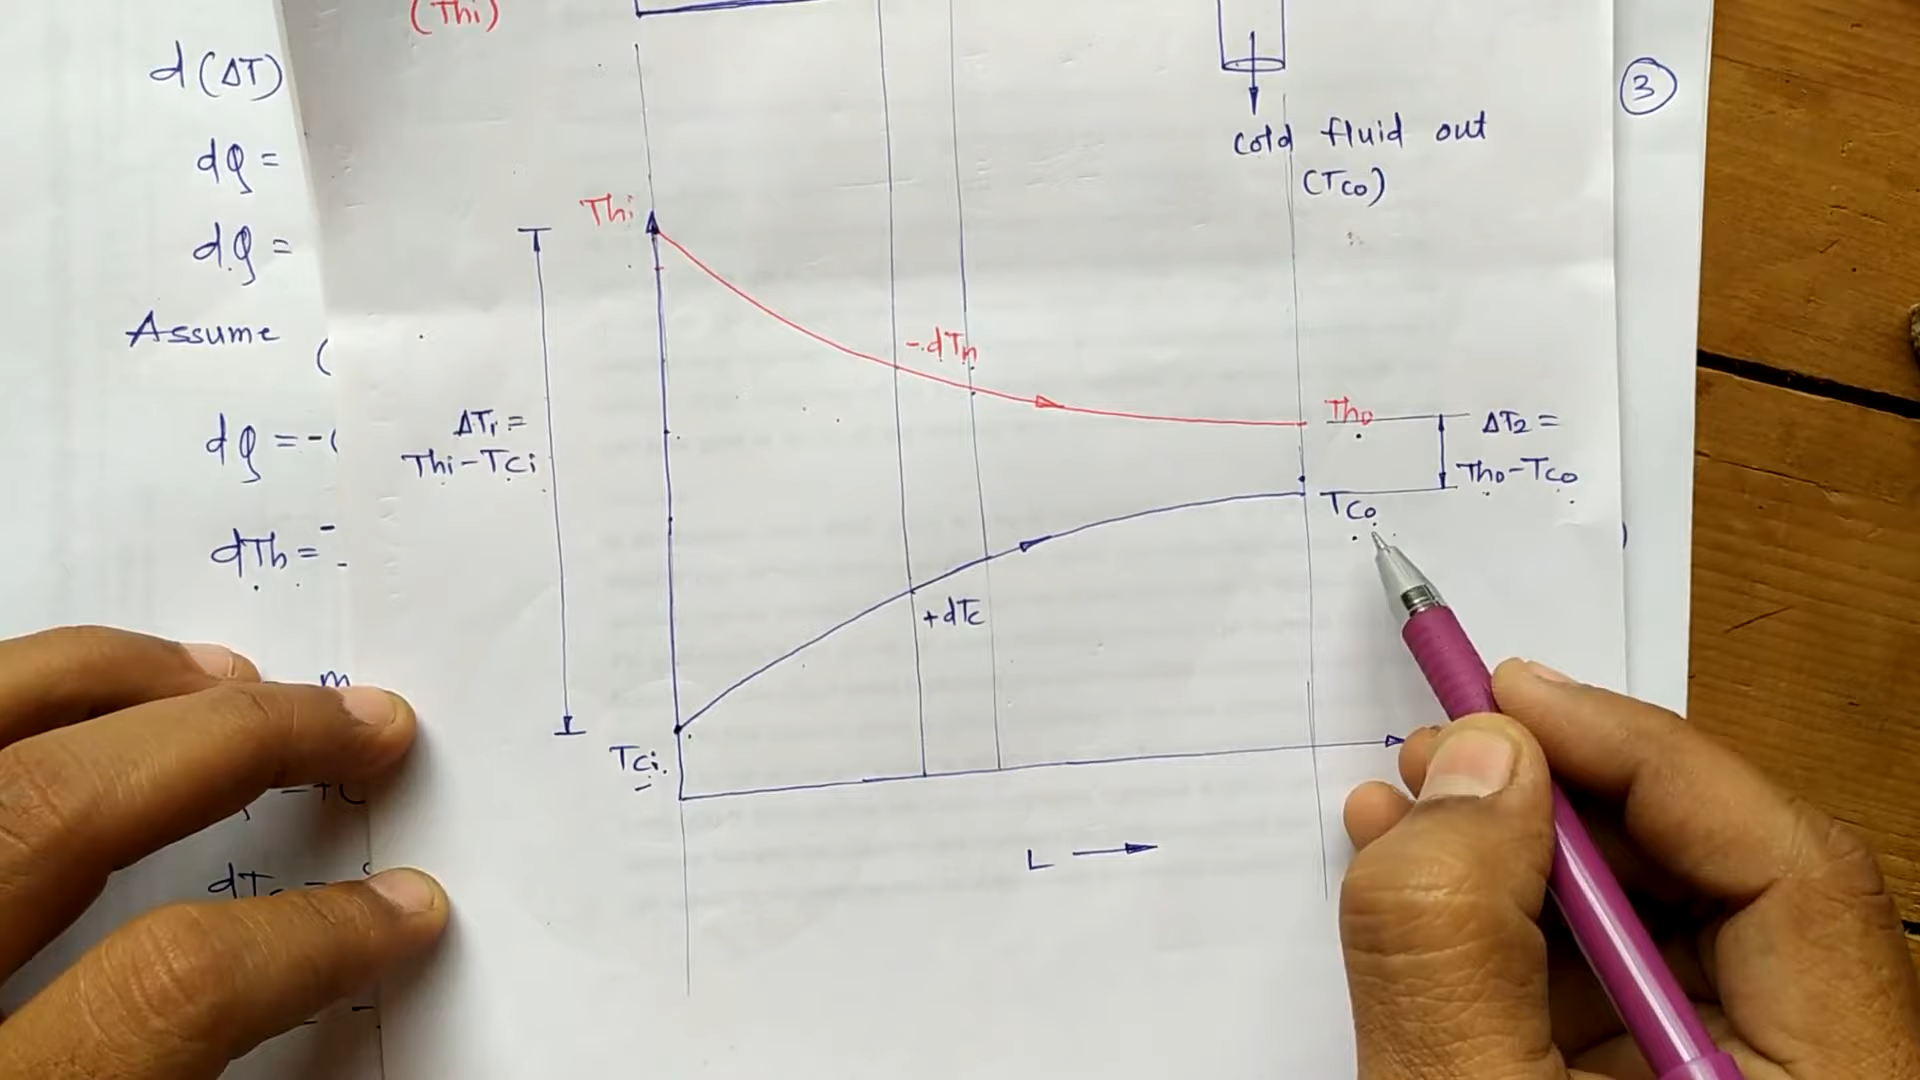 (Thi)
d(ΔT)
dQ =
dQ =
Assume (
dQ = -(
dTh = -
m
= +(
dTc =
3
cold fluid out
(Tco)
Thi
-dTh
Tho
ΔT1 =
Thi-Tci
ΔT2 =
Tho-Tco
Tco
+dTc
Tci
L